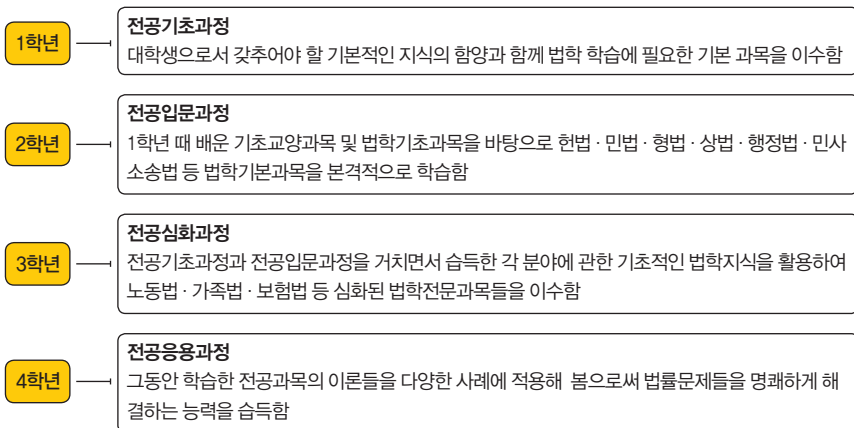 1학년
전공기초과정
대학생으로서 갖추어야 할 기본적인 지식의 함양과 함께 법학 학습에 필요한 기본 과목을 이수함
2학년
전공입문과정
1학년 때 배운 기초교양과목 및 법학기초과목을 바탕으로 헌법 · 민법 · 형법 · 상법 · 행정법 · 민사
소송법 등 법학기본과목을 본격적으로 학습함
3학년
전공심화과정
전공기초과정과 전공입문과정을 거치면서 습득한 각 분야에 관한 기초적인 법학지식을 활용하여
노동법 · 가족법 · 보험법 등 심화된 법학전문과목들을 이수함
4학년
전공응용과정
그동안 학습한 전공과목의 이론들을 다양한 사례에 적용해 봄으로써 법률문제들을 명쾌하게 해
결하는 능력을 습득함